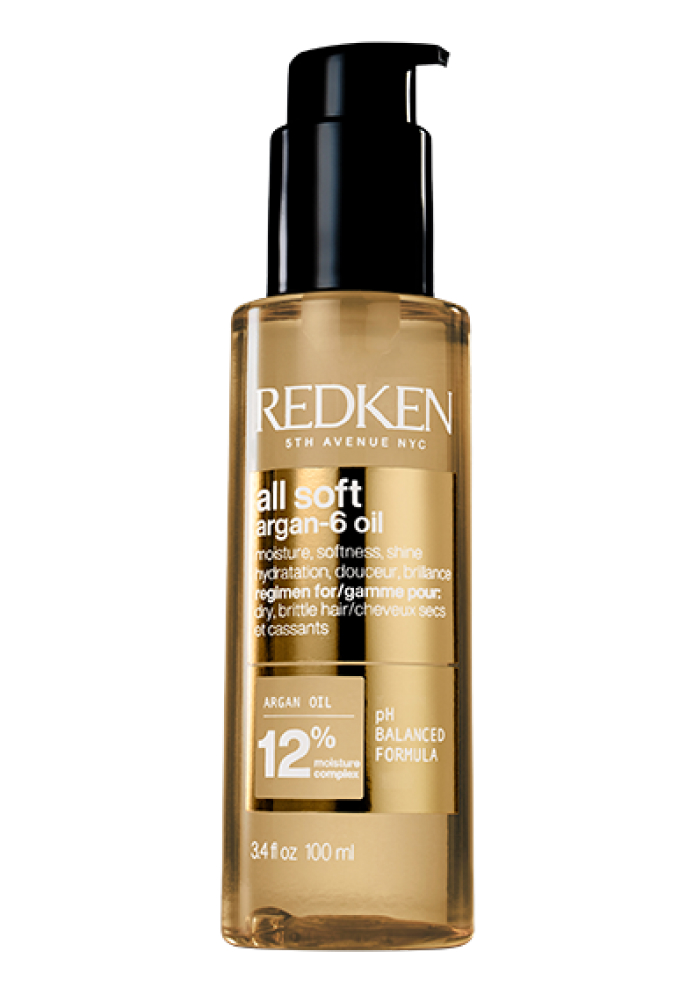 REDKEN
5TH AVENUE NYC
all soft
argan-6 oil
moisture, softness, shine
hydratation, douceur, brillance
regimen for/gamme pour:
dry, brittle hair/cheveux secs
et cassants
ARGAN OIL
12%
moisture
complex
pH
BALANCED
FORMULA
3.4 fl oz 100 ml